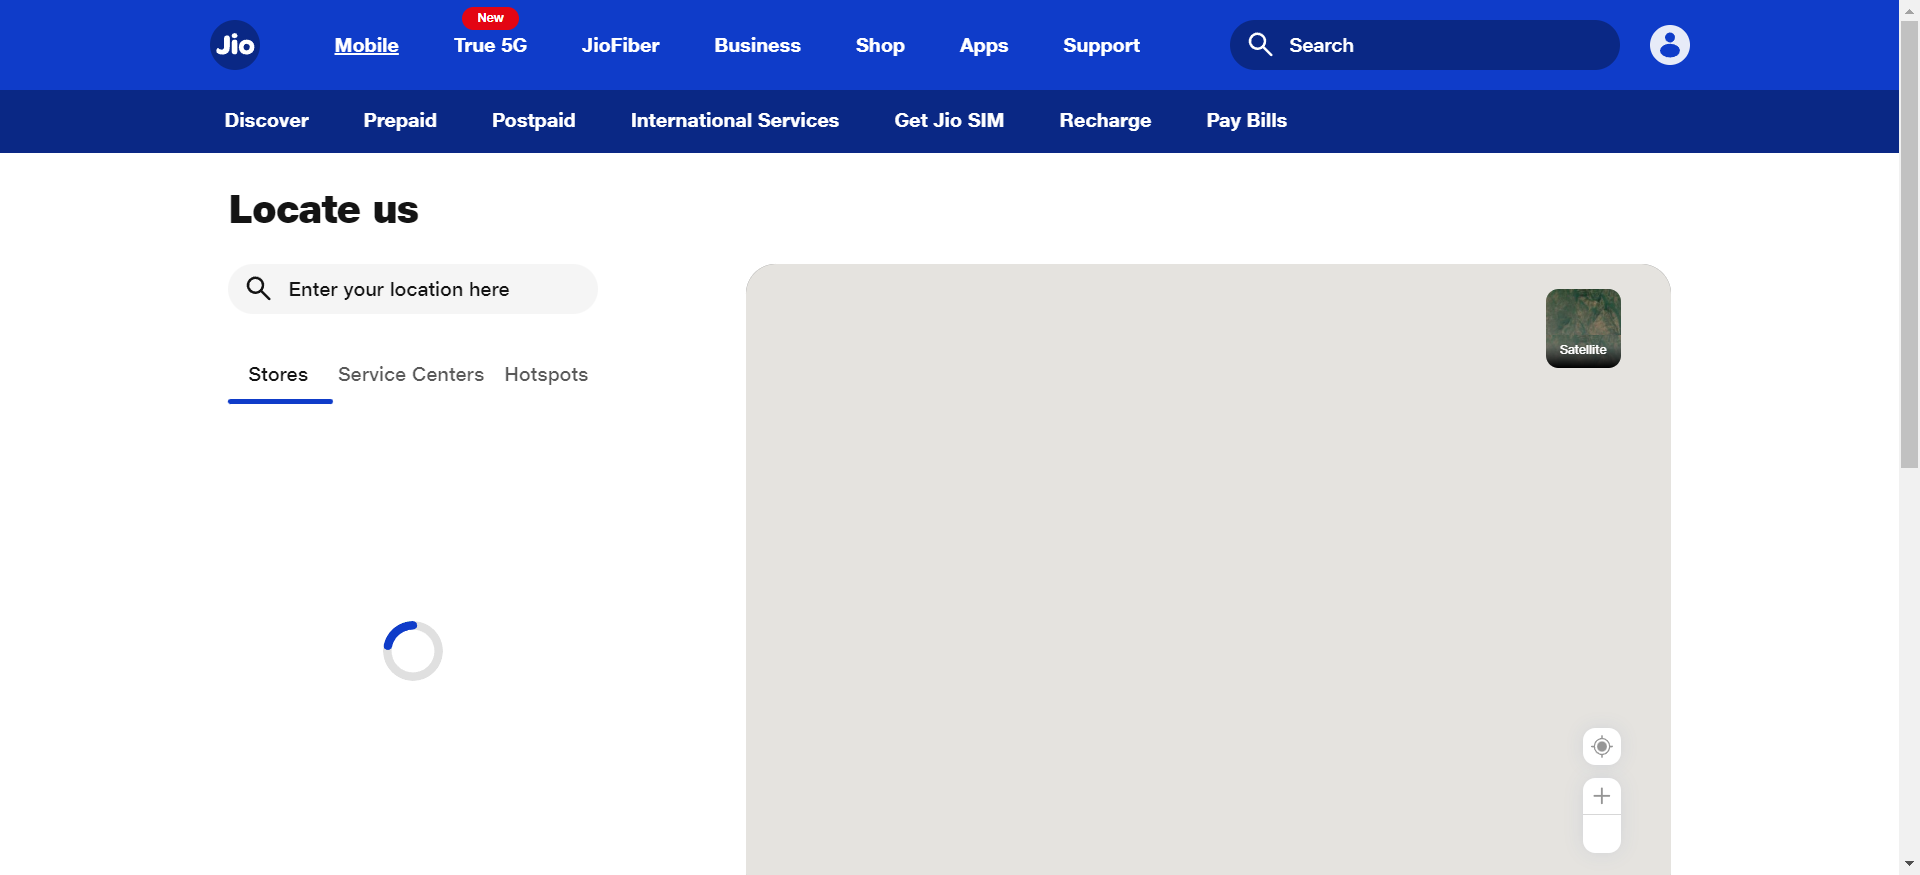 Jio
Mobile
New
True 5G
JioFiber
Business
Shop
Apps
Support
Search
Discover
Prepaid
Postpaid
International Services
Get Jio SIM
Recharge
Pay Bills
Locate us
Enter your location here
Stores
Service Centers
Hotspots
Satellite